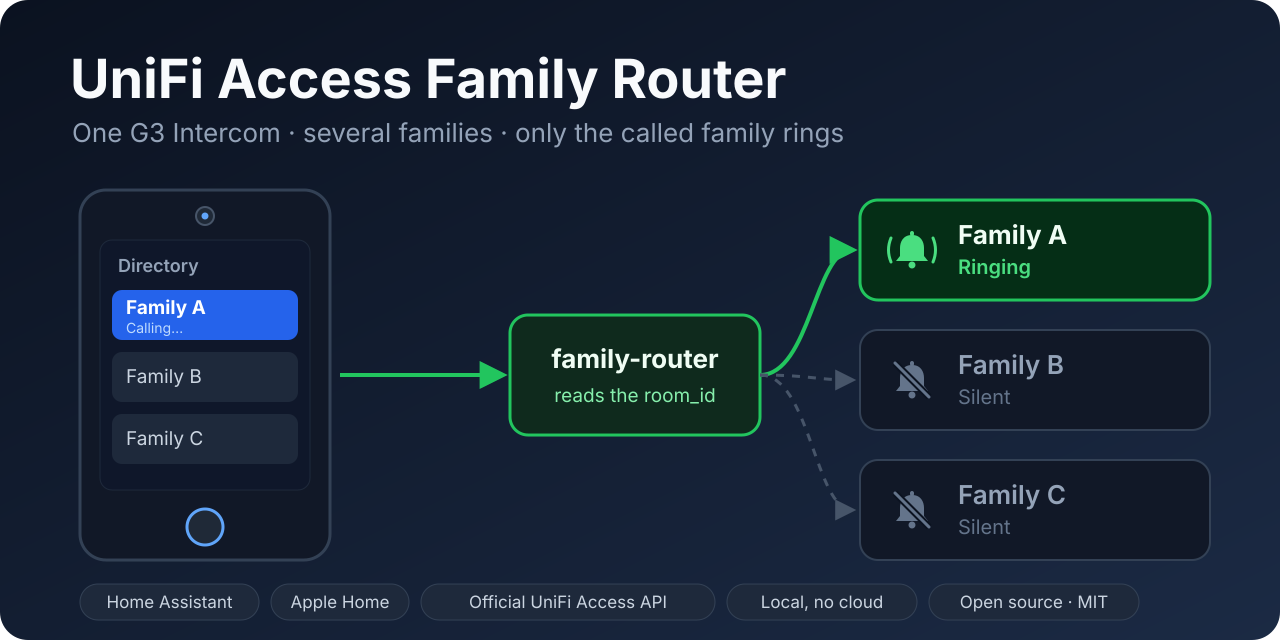 UniFi Access Family Router
One G3 Intercom · several families · only the called family rings
Directory
Family A
Calling...
Family B
Family C
family-router
reads the room_id
Family A
Ringing
Family B
Silent
Family C
Silent
Home Assistant
Apple Home
Official UniFi Access API
Local, no cloud
Open source · MIT